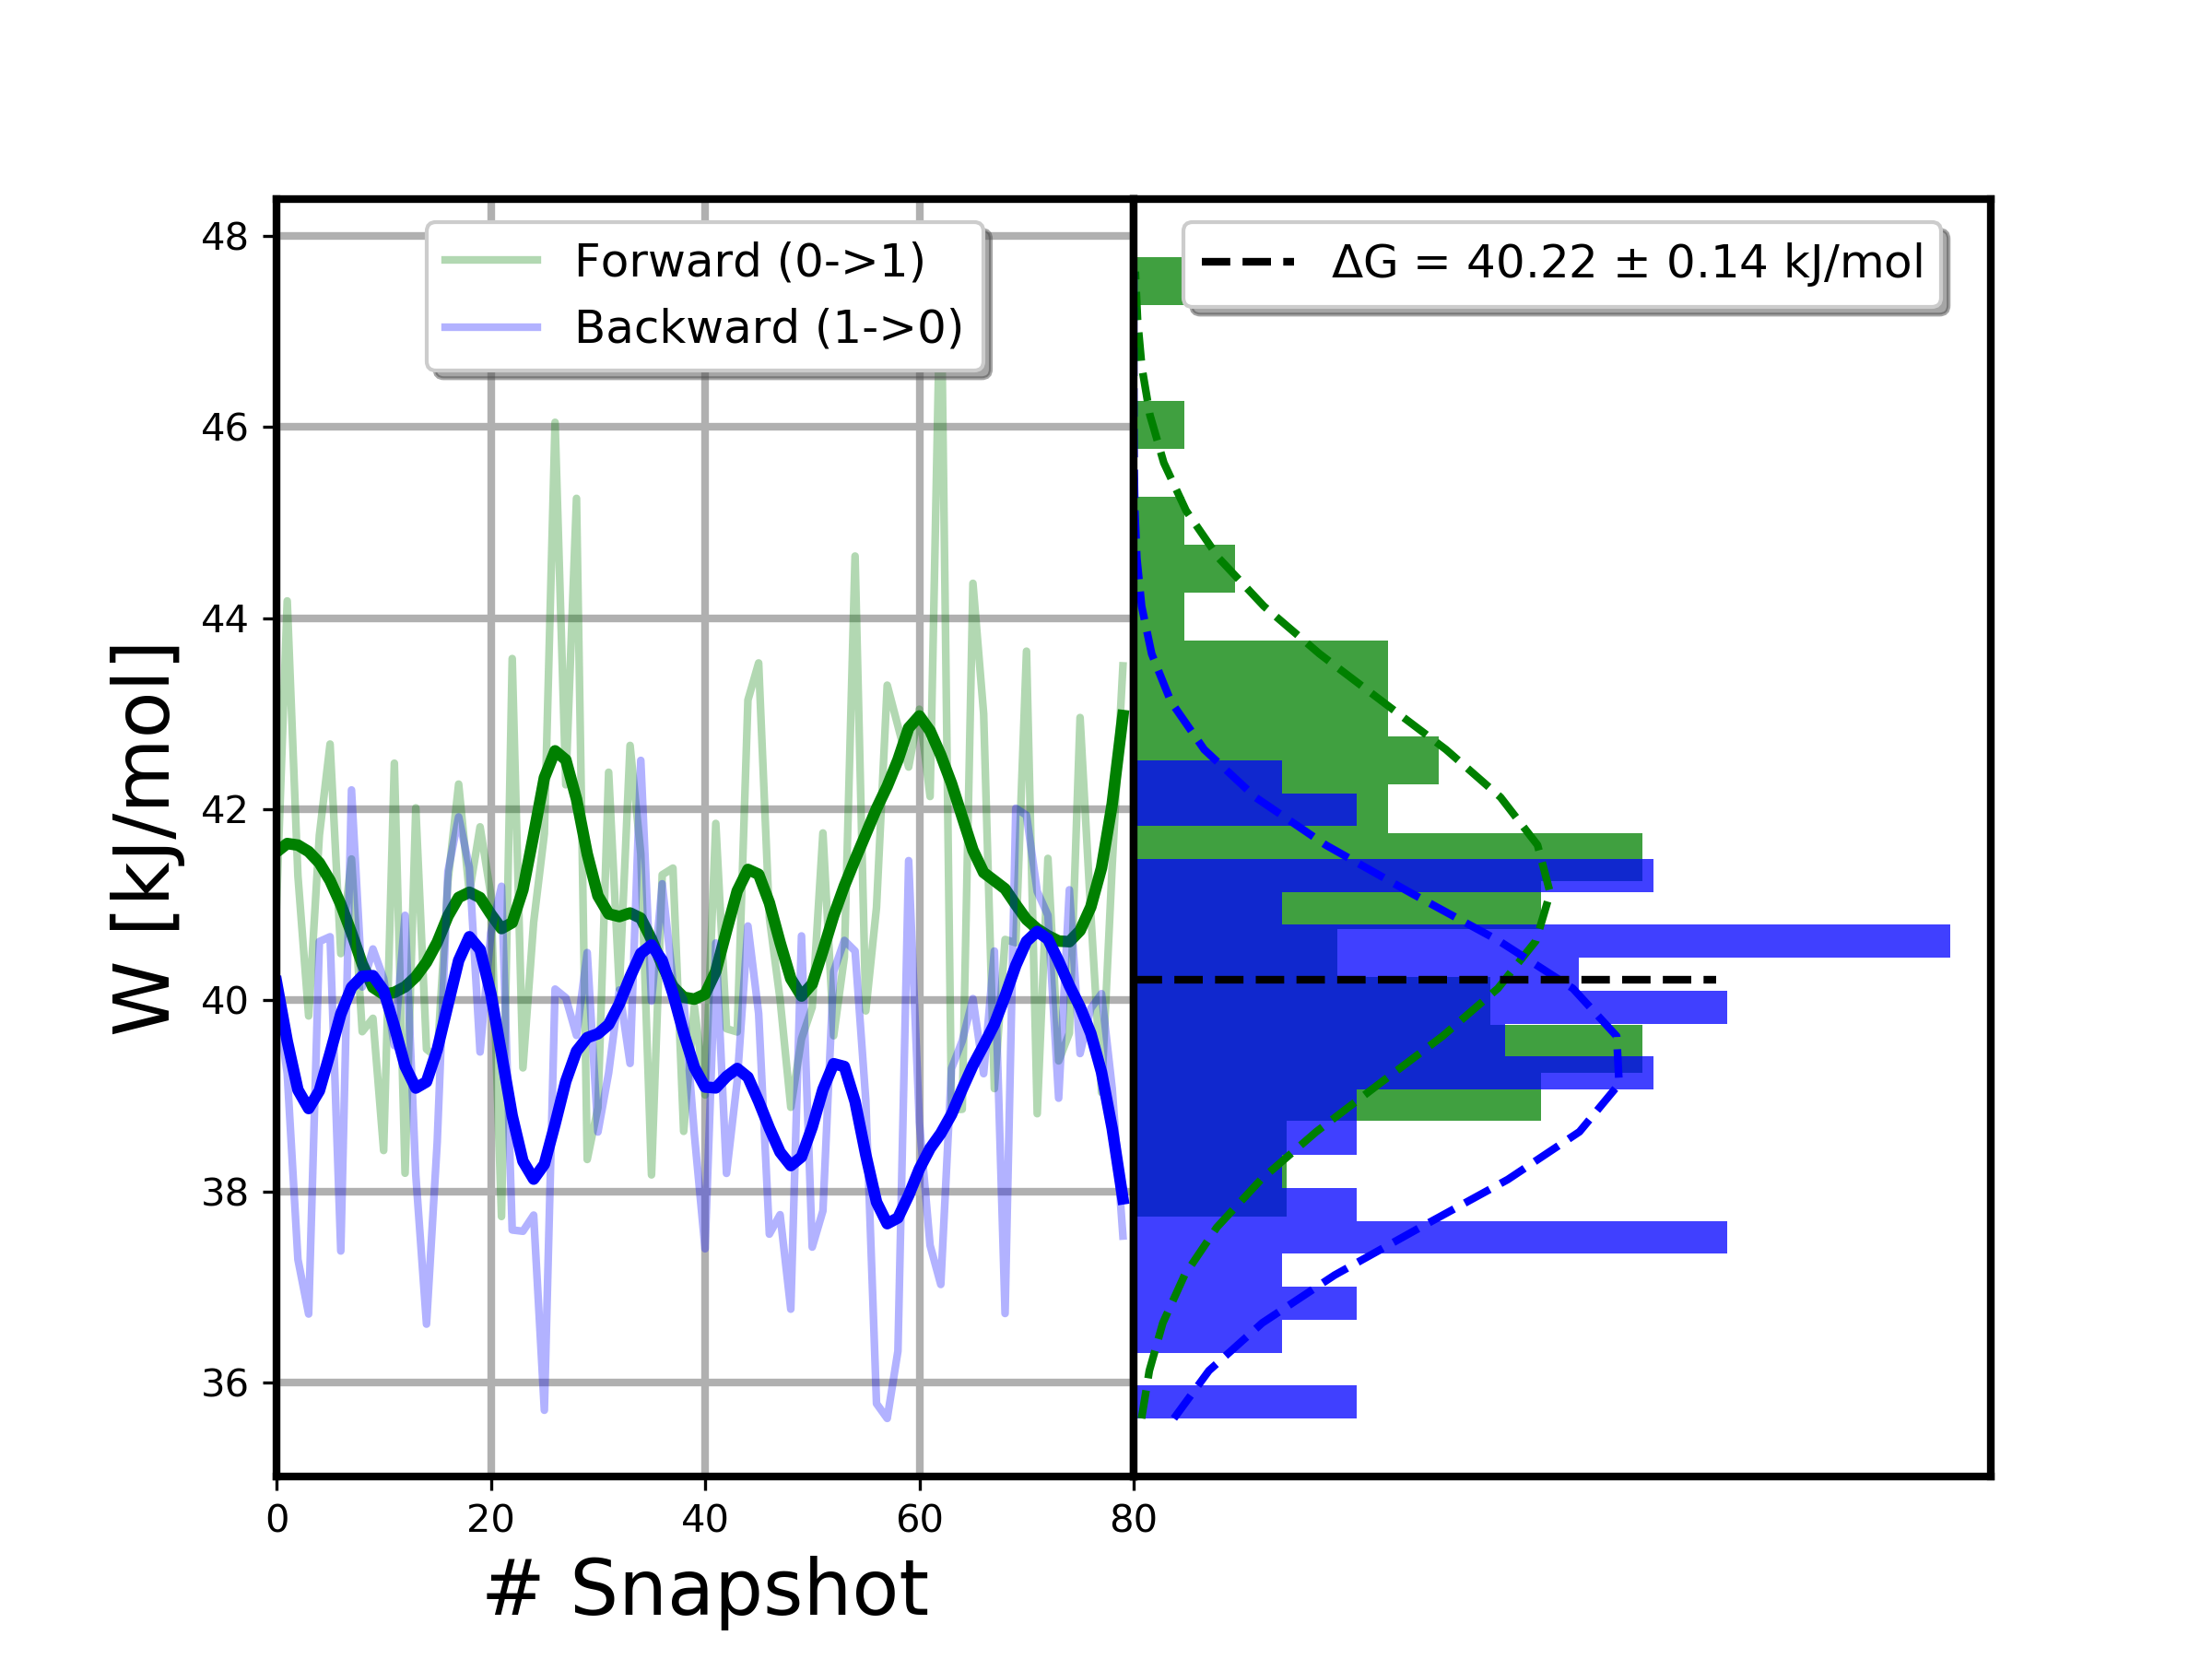 Forward (0->1)
Backward (1->0)
ΔG = 40.22 ± 0.14 kJ/mol
W [kJ/mol]
48
46
44
42
40
38
36
0
20
40
60
80
# Snapshot